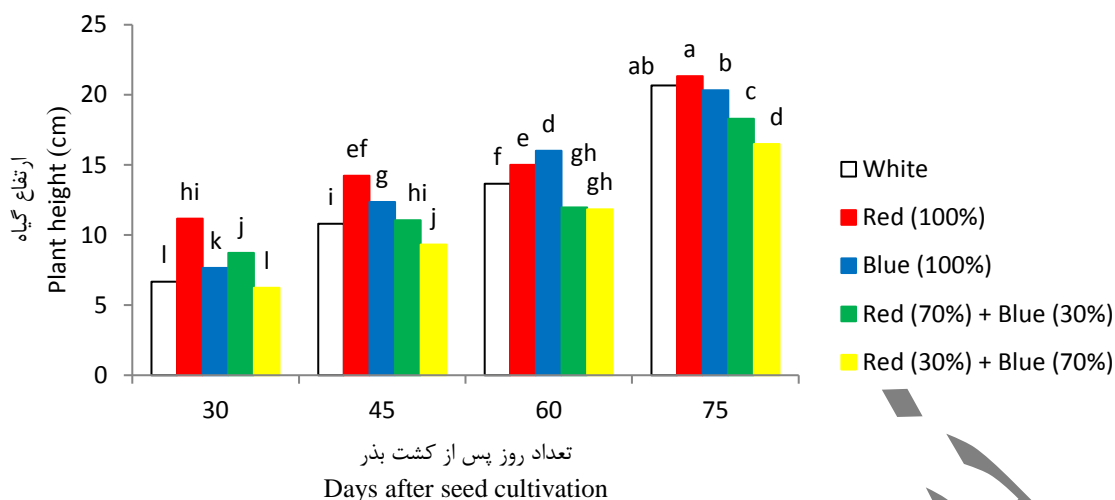 ارتفاع گیاه
Plant height (cm)
25
20
15
10
5
0
l
hi
k
j
l
i
ef
g
hi
j
f
e
d
gh
gh
ab
a
b
c
d
30
45
60
75
تعداد روز پس از کشت بذر
Days after seed cultivation
White
Red (100%)
Blue (100%)
Red (70%) + Blue (30%)
Red (30%) + Blue (70%)